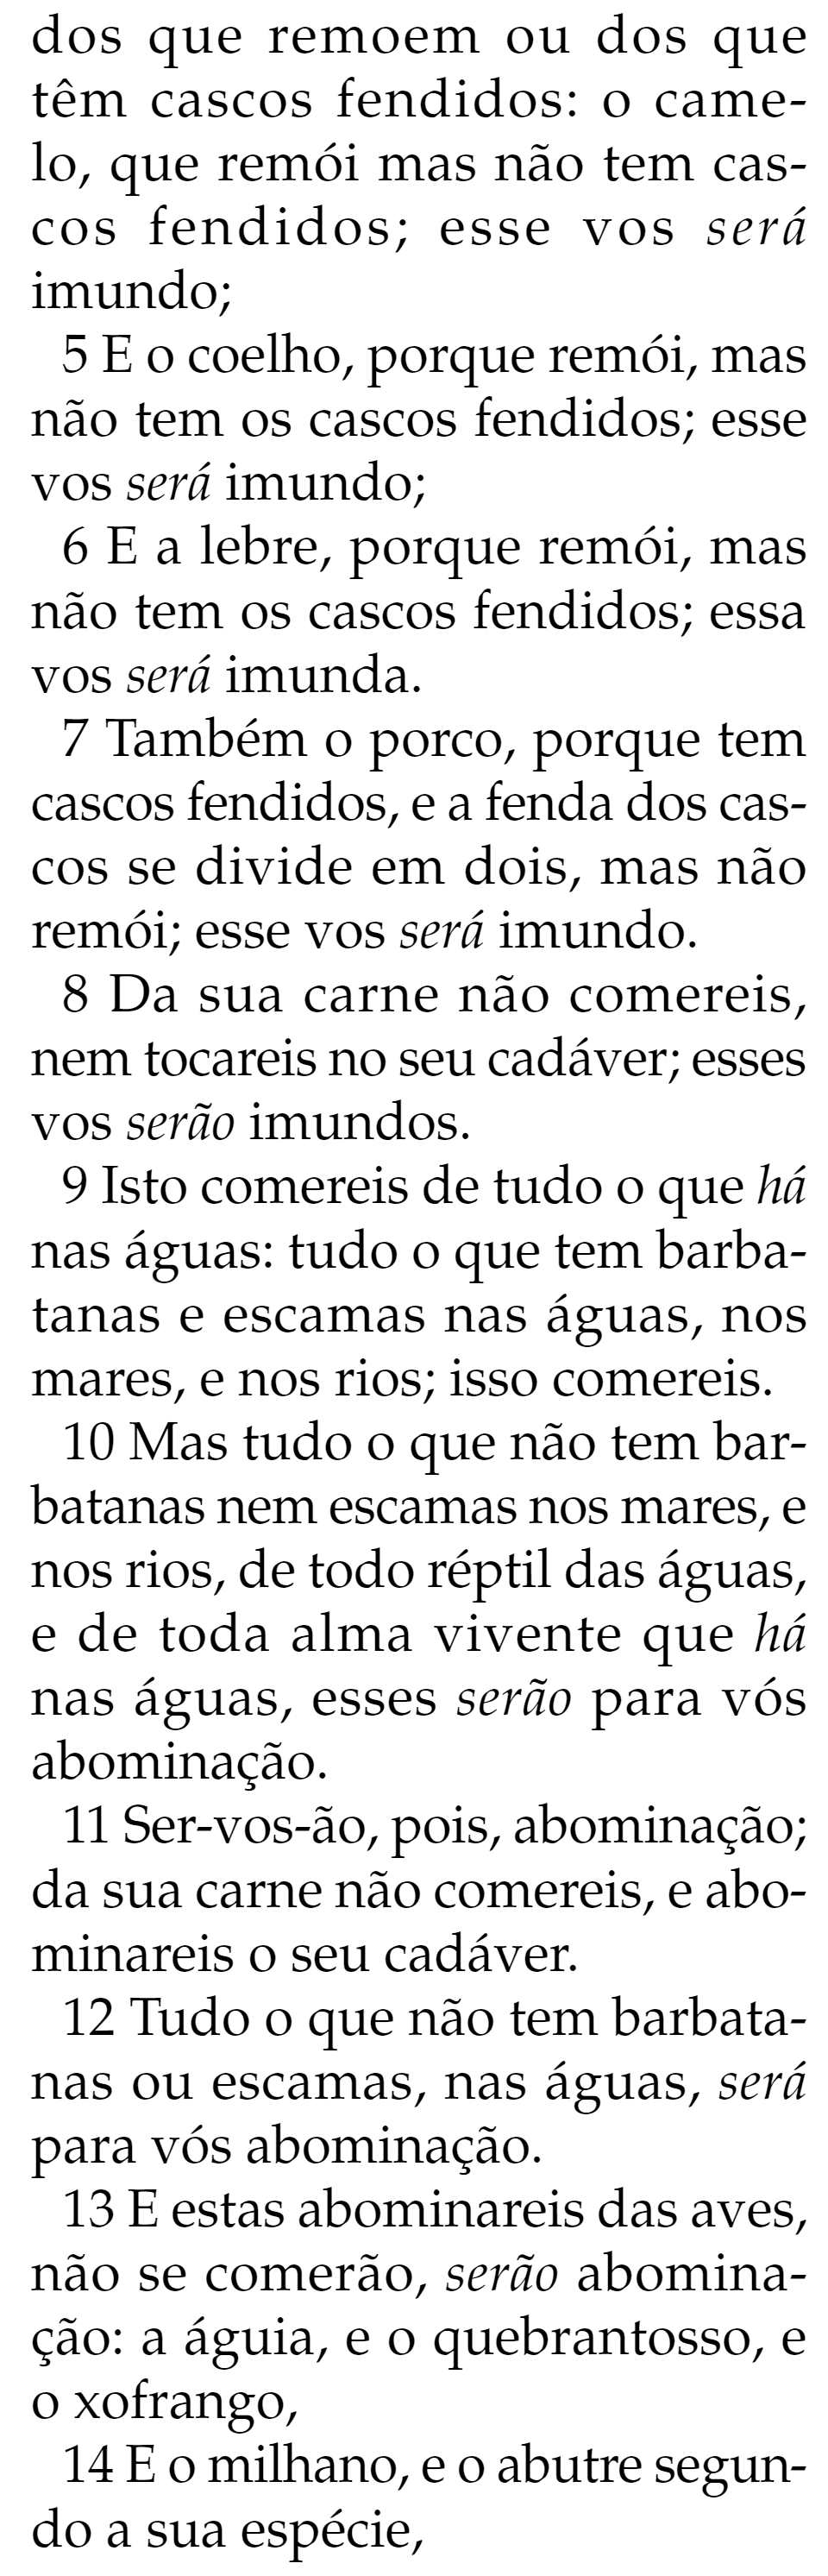 dos que remoem ou dos que
têm cascos fendidos: o came-
lo, que remói mas não tem cas-
cos fendidos; esse vos será
imundo;
5 E o coelho, porque remói, mas
não tem os cascos fendidos; esse
vos será imundo;
6 E a lebre, porque remói, mas
não tem os cascos fendidos; essa
vos será imunda.
7 Também o porco, porque tem
cascos fendidos, e a fenda dos cas-
cos se divide em dois, mas não
remói; esse vos será imundo.
8 Da sua carne não comereis,
nem tocareis no seu cadáver; esses
vos serão imundos.
9 Isto comereis de tudo o que há
nas águas: tudo o que tem barba-
tanas e escamas nas águas, nos
mares, e nos rios; isso comereis.
10 Mas tudo o que não tem bar-
batanas nem escamas nos mares, e
nos rios, de todo réptil das águas,
e de toda alma vivente que há
nas águas, esses serão para vós
abominação.
11 Ser-vos-ão, pois, abominação;
da sua carne não comereis, e abo-
minareis o seu cadáver.
12 Tudo o que não tem barbata-
nas ou escamas, nas águas, será
para vós abominação.
13 E estas abominareis das aves,
não se comerão, serão abomina-
ção: a águia, e o quebrantosso, e
o xofrango,
14 E o milhano, e o abutre segun-
do a sua espécie,